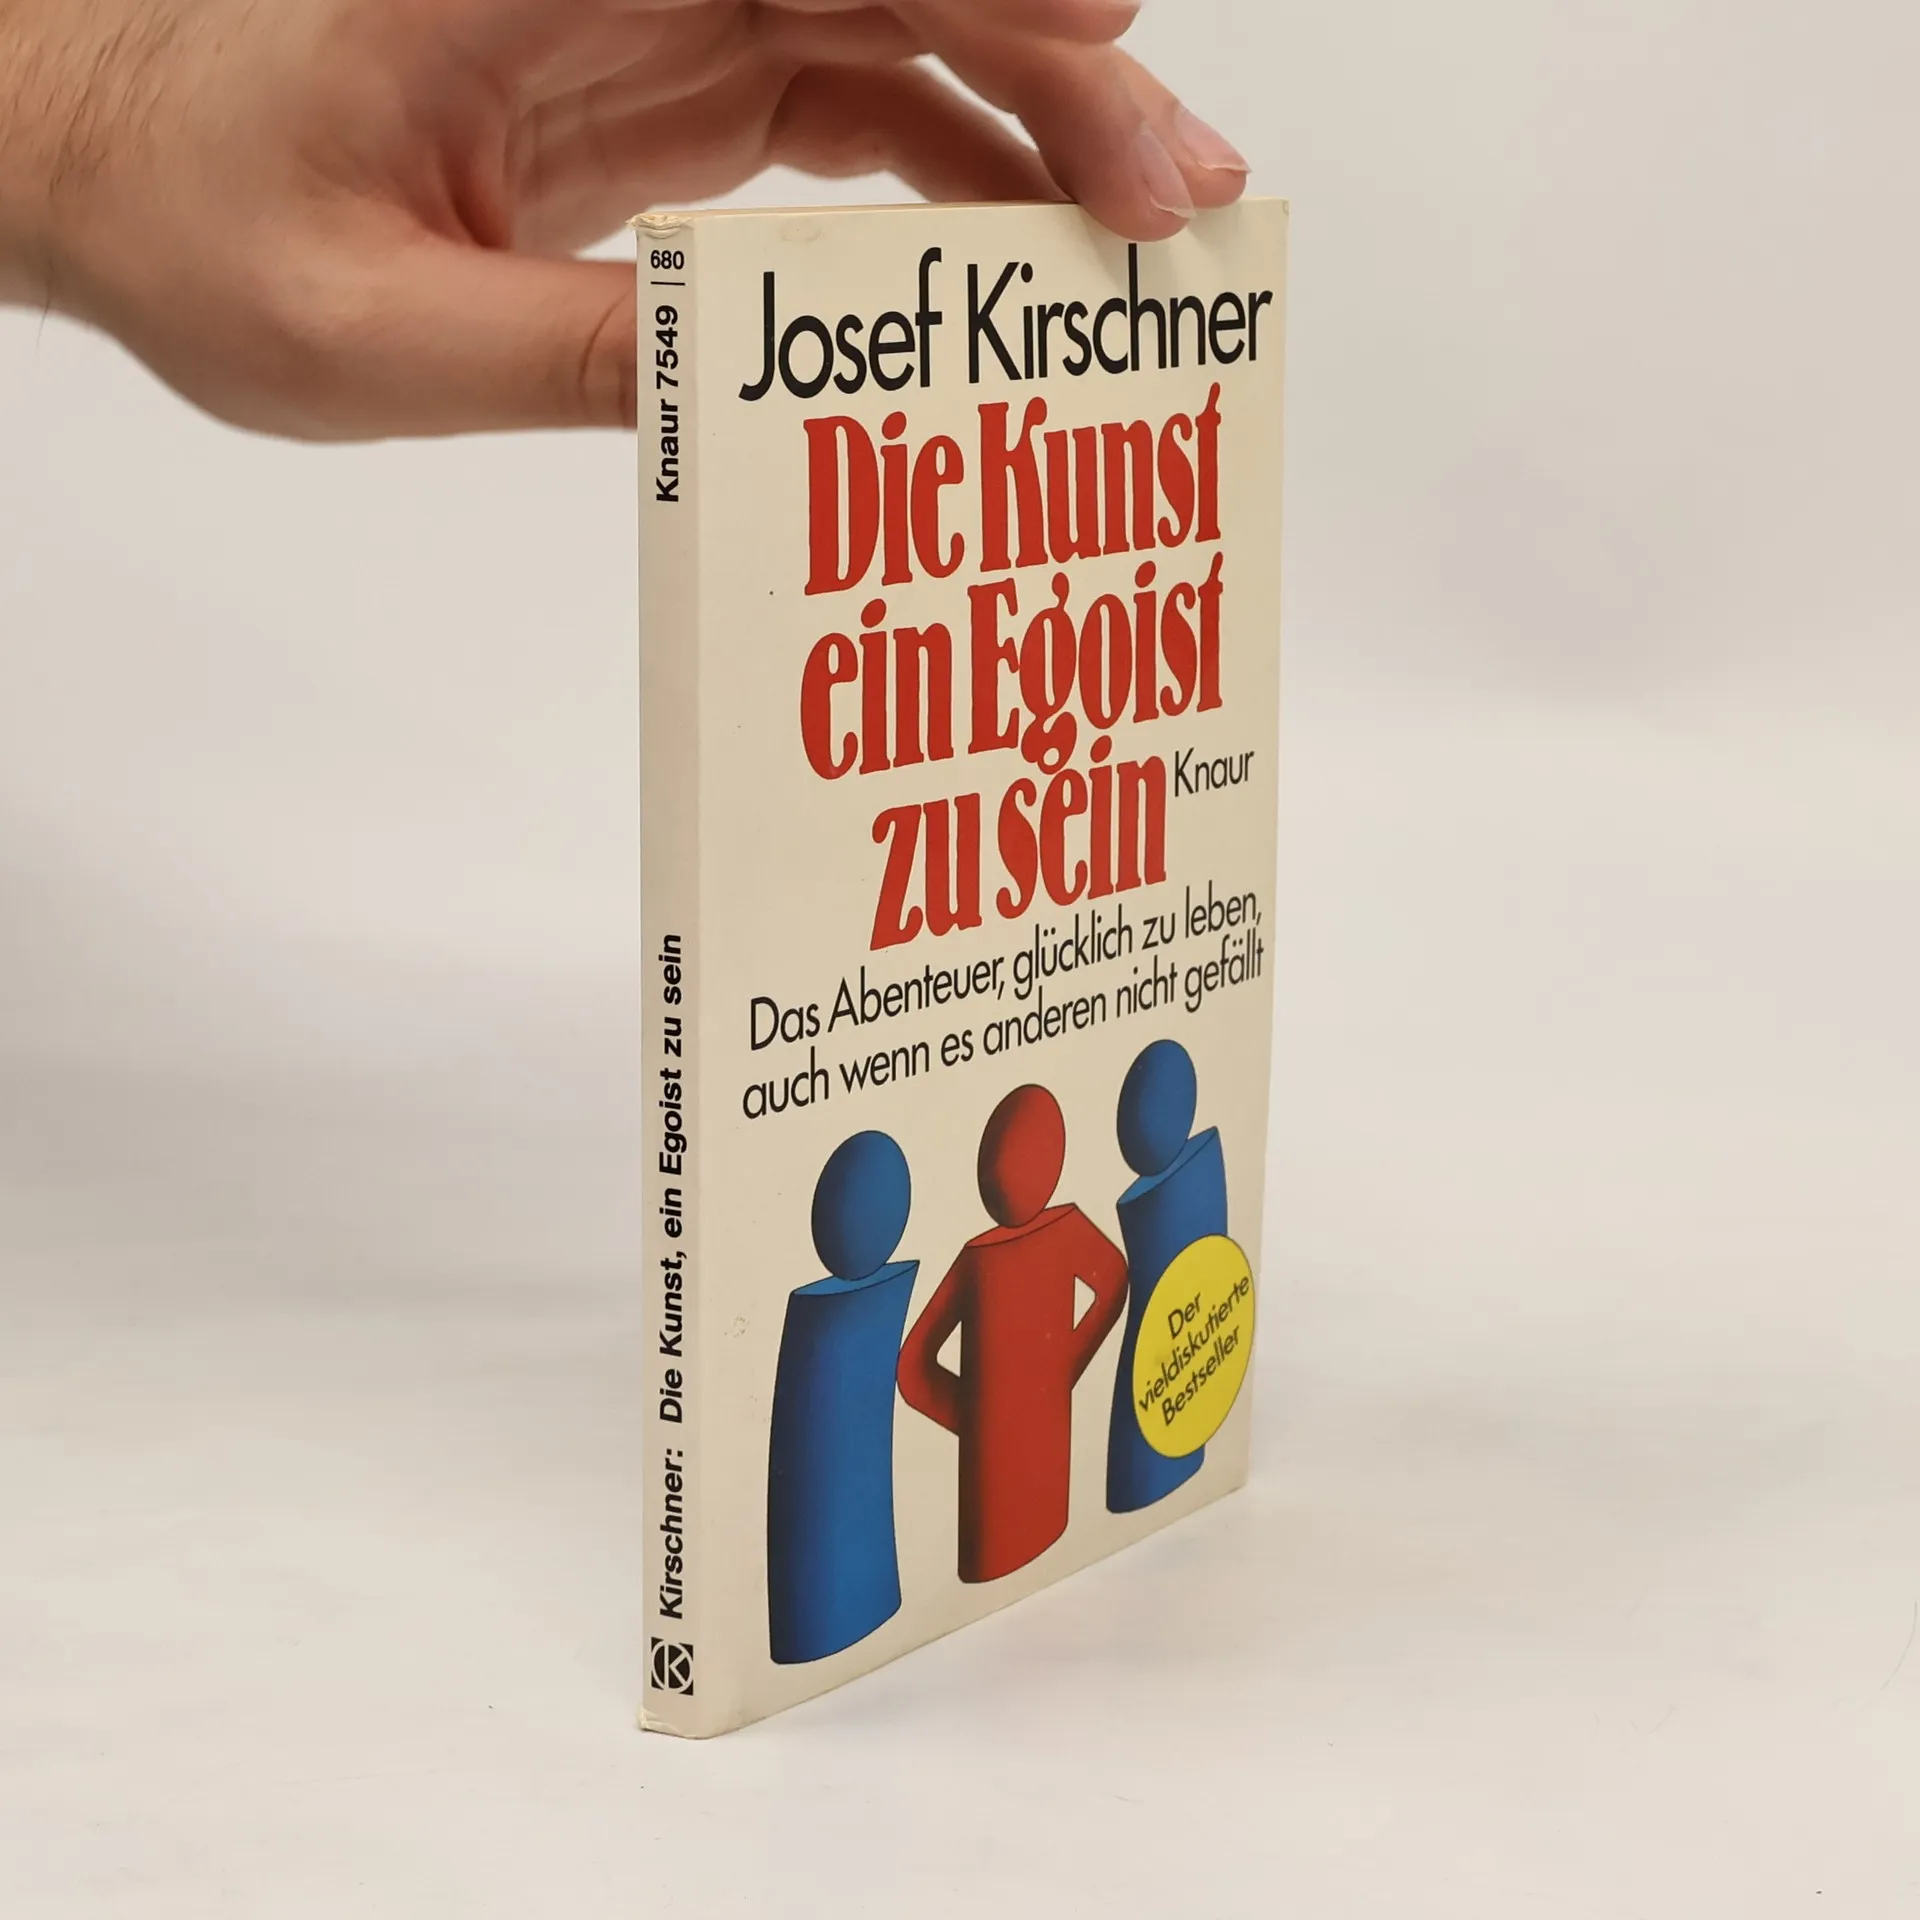 680
Knaur 7549
Kirschner: Die Kunst, ein Egoist zu sein
K
Josef Kirschner
Die Kunst
ein Egoist
zu sein
Knaur
Das Abenteuer, glücklich zu leben,
auch wenn es anderen nicht gefällt
Der
vieldiskutierte
Bestseller